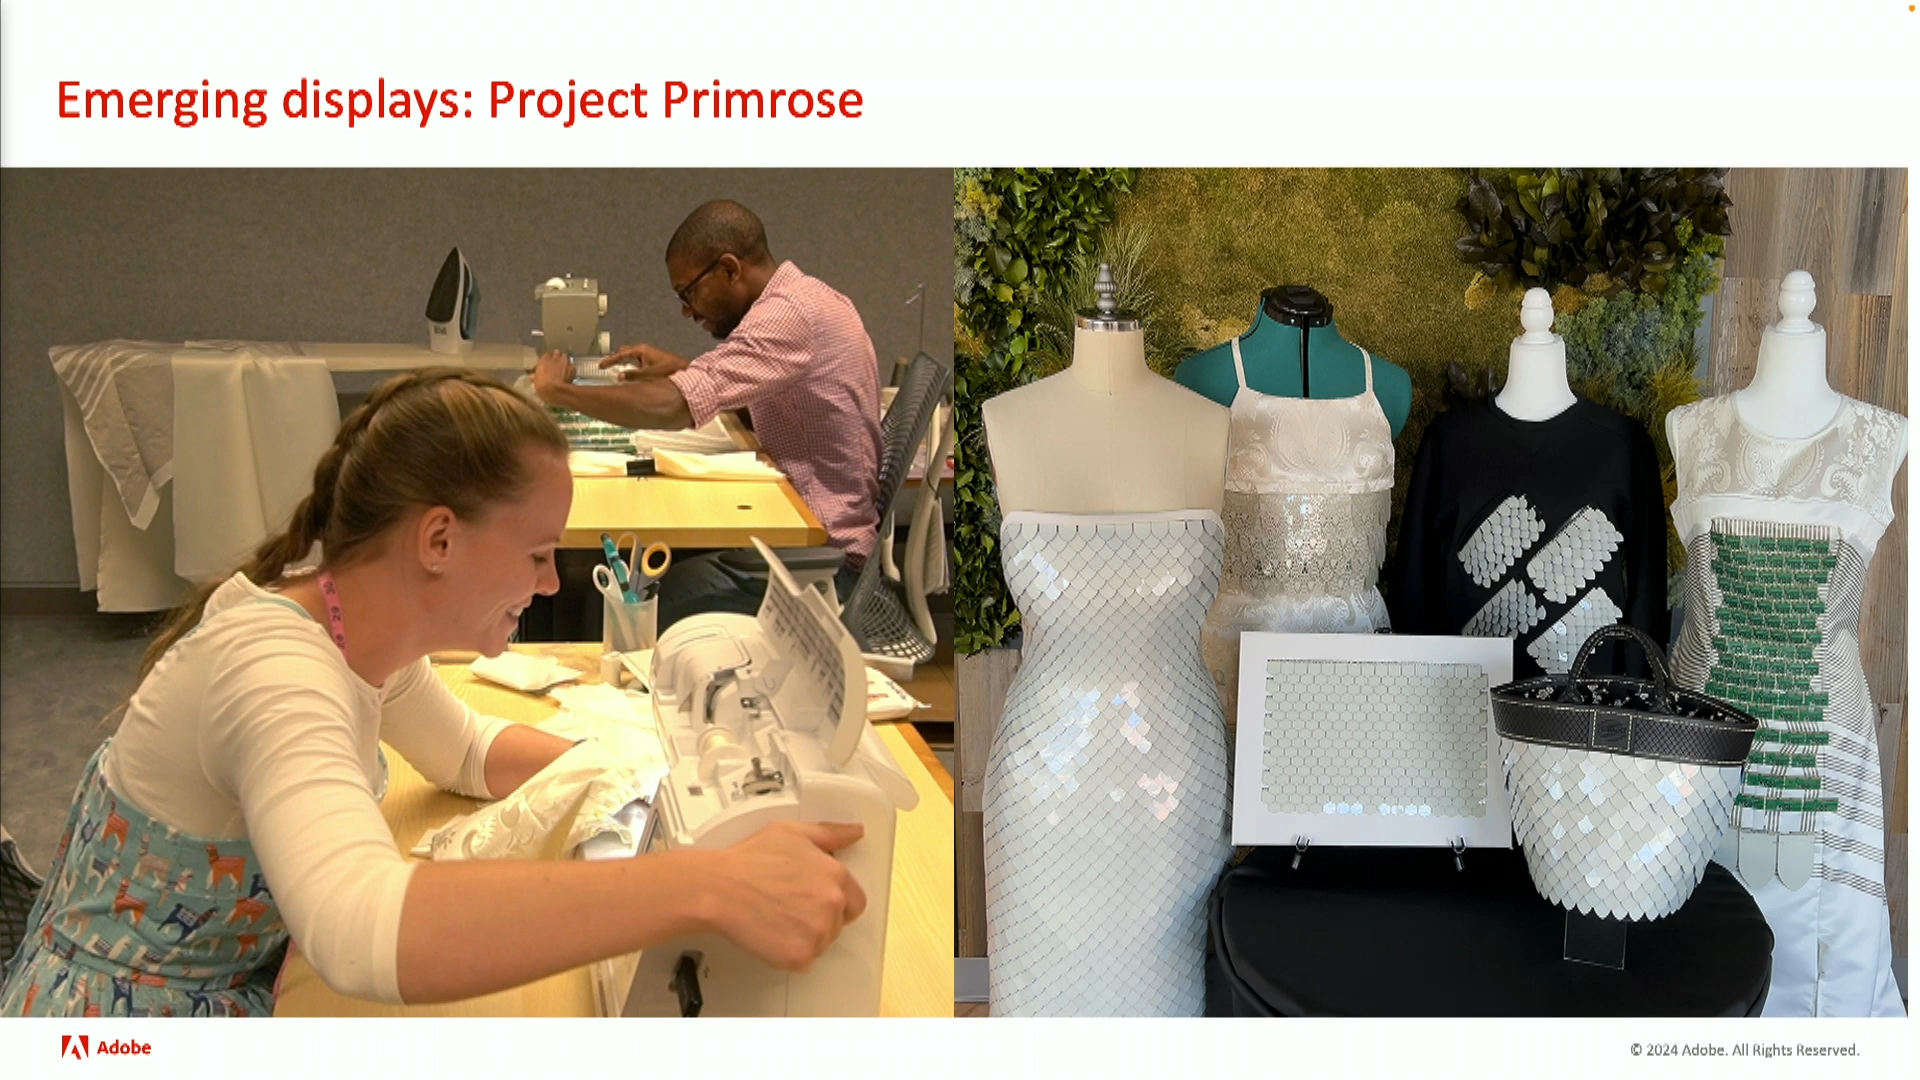 Emerging displays: Project Primrose
Adobe
© 2024 Adobe. All Rights Reserved.